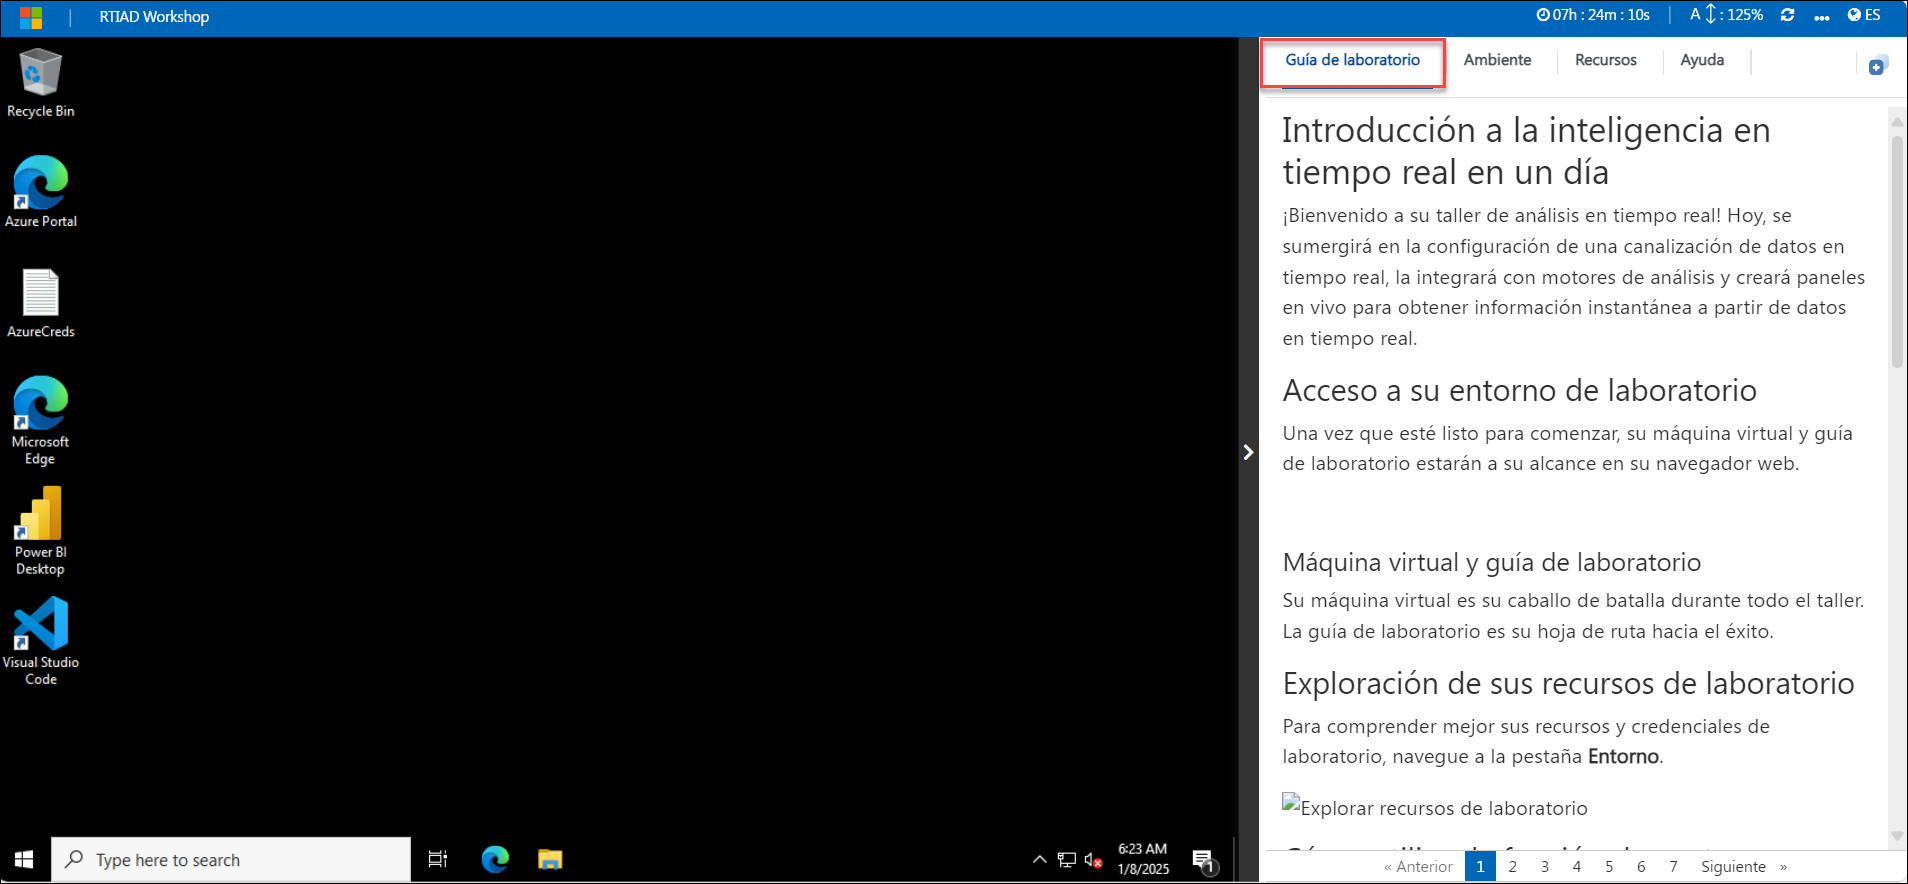 RTIAD Workshop
07h : 24m : 10s
A : 125%
ES
Recycle Bin
Azure Portal
AzureCreds
Microsoft
Edge
Power BI
Desktop
Visual Studio
Code
Guía de laboratorio
Ambiente
Recursos
Ayuda
Introducción a la inteligencia en
tiempo real en un día
¡Bienvenido a su taller de análisis en tiempo real! Hoy, se
sumergirá en la configuración de una canalización de datos en
tiempo real, la integrará con motores de análisis y creará paneles
en vivo para obtener información instantánea a partir de datos
en tiempo real.
Acceso a su entorno de laboratorio
Una vez que esté listo para comenzar, su máquina virtual y guía
de laboratorio estarán a su alcance en su navegador web.
Máquina virtual y guía de laboratorio
Su máquina virtual es su caballo de batalla durante todo el taller.
La guía de laboratorio es su hoja de ruta hacia el éxito.
Exploración de sus recursos de laboratorio
Para comprender mejor sus recursos y credenciales de
laboratorio, navegue a la pestaña Entorno.
Explorar recursos de laboratorio
« Anterior 1 2 3 4 5 6 7 Siguiente »
Type here to search
6:23 AM
1/8/2025
1